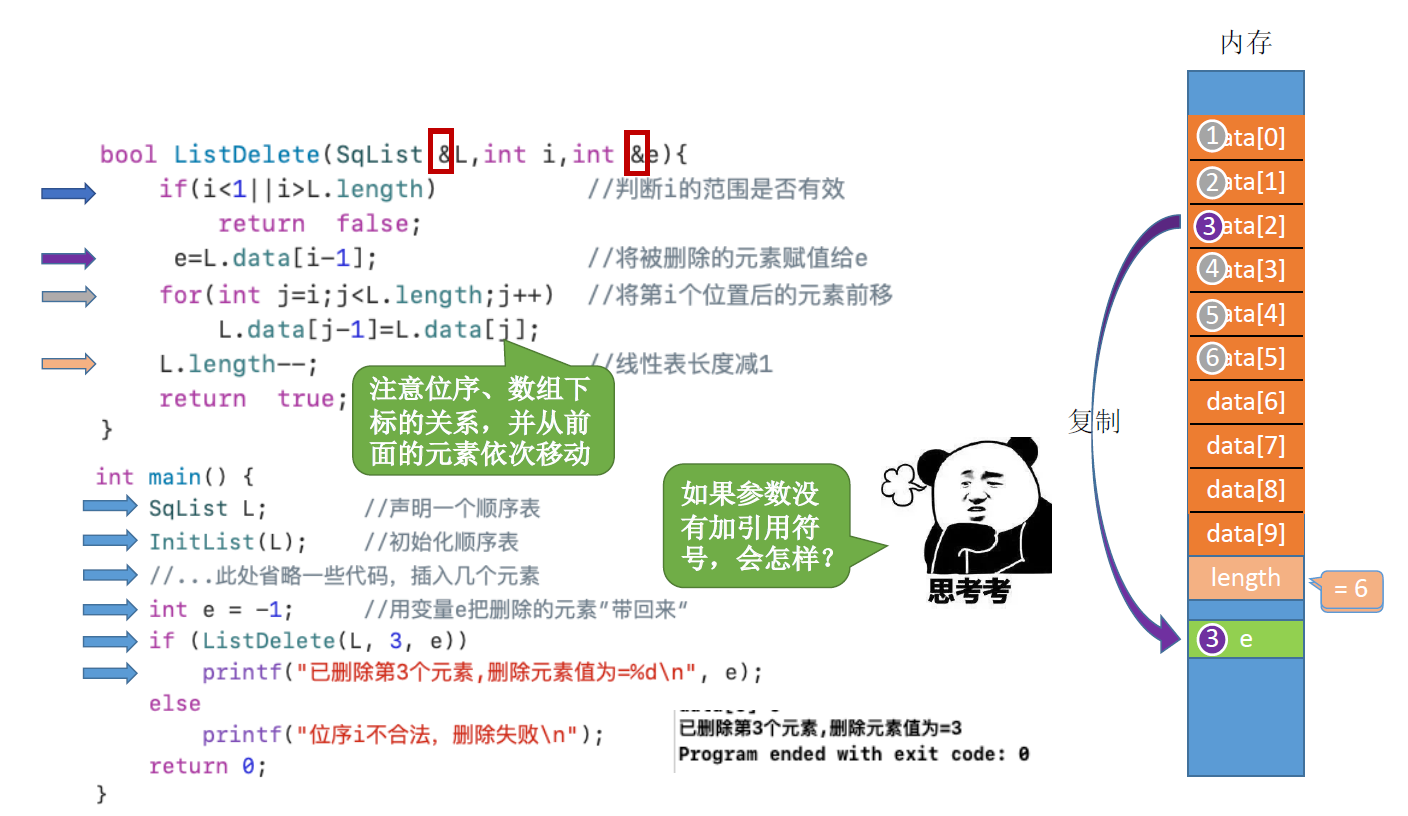 内存
bool ListDelete(SqList &L,int i,int &e){
if(i<1||i>L.length) //判断i的范围是否有效
return false;
e=L.data[i-1]; //将被删除的元素赋值给e
for(int j=i;j<L.length;j++) //将第i个位置后的元素前移
L.data[j-1]=L.data[j];
L.length--; //线性表长度减1
return true;
}
注意位序、数组下
标的关系，并从前
面的元素依次移动
int main() {
SqList L; //声明一个顺序表
InitList(L); //初始化顺序表
//...此处省略一些代码，插入几个元素
int e = -1; //用变量e把删除的元素"带回来“
if (ListDelete(L, 3, e))
printf("已删除第3个元素,删除元素值为=%d\n", e);
else
printf("位序i不合法，删除失败\n");
return 0;
}
如果参数没
有加引用符
号，会怎样？
思考考
已删除第3个元素,删除元素值为=3
Program ended with exit code: 0
复制
1 ata[0]
2 ata[1]
3 ata[2]
4 ata[3]
5 ata[4]
6 ata[5]
data[6]
data[7]
data[8]
data[9]
length
= 6
3 e